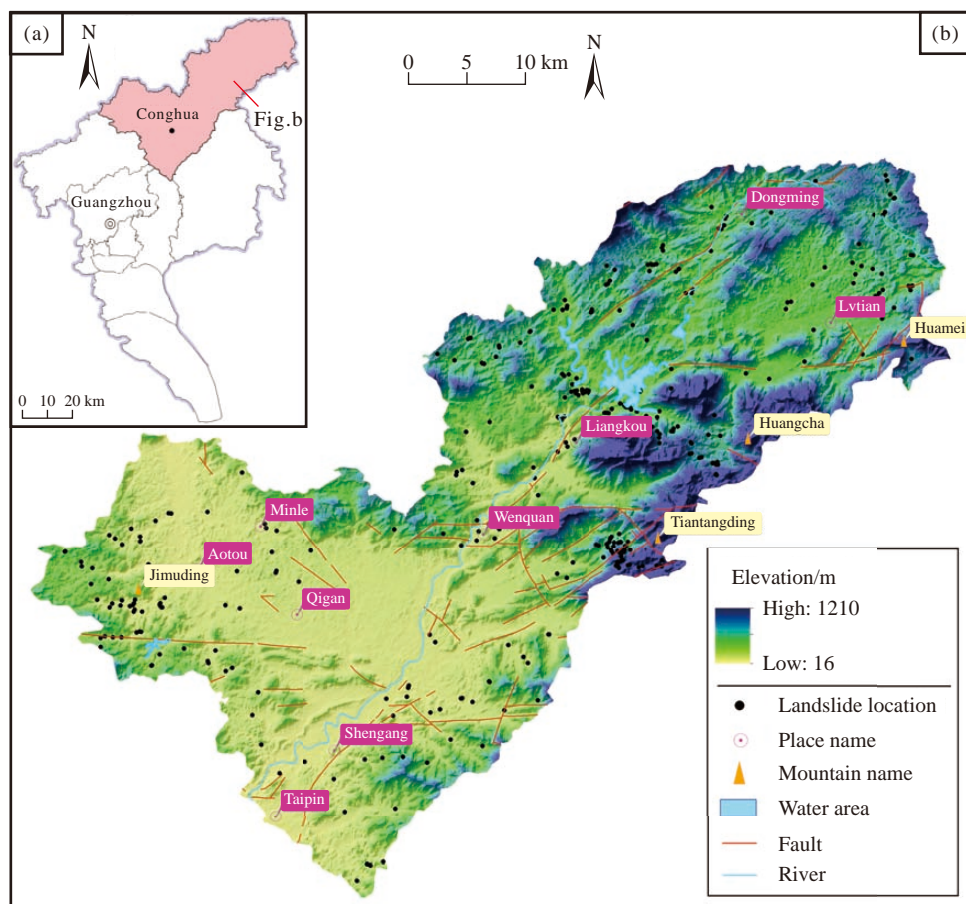 (a)
N
Conghua
Fig.b
Guangzhou
0 10 20 km
(b)
N
0 5 10 km
Dongming
Lvtian
Huamei
Liangkou
Huangcha
Minle
Wenquan
Tiantangding
Aotou
Jimuding
Qigan
Shengang
Taipin
Elevation/m
High: 1210
Low: 16
Landslide location
Place name
Mountain name
Water area
Fault
River